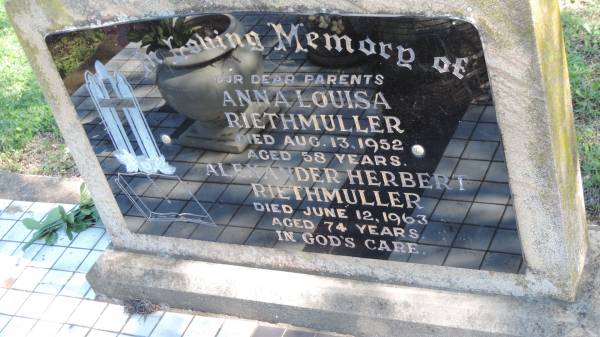 In Loving Memory of
OUR DEAR PARENTS
ANNA LOUISA
RIETHMULLER
DIED AUG. 13, 1952
AGED 58 YEARS.
ALEXANDER HERBERT
RIETHMULLER
DIED JUNE 12, 1963
AGED 74 YEARS
IN GOD'S CARE